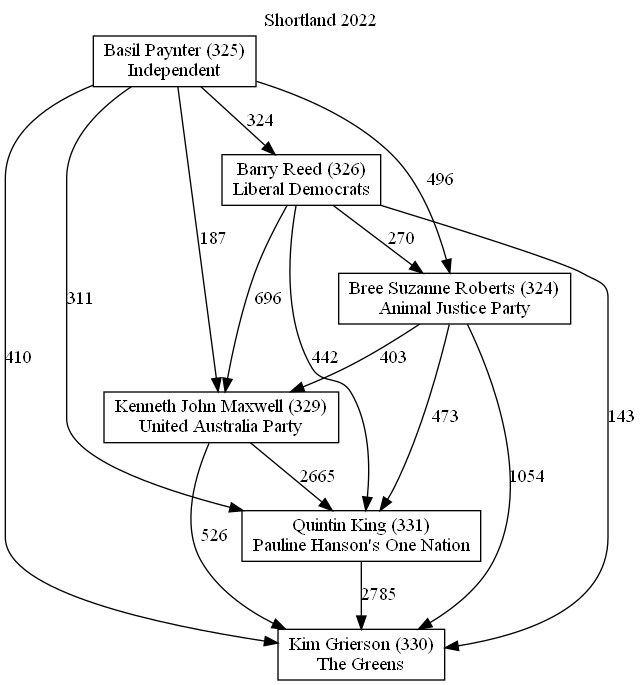 Shortland 2022
Basil Paynter (325)
Independent
324
Barry Reed (326)
Liberal Democrats
496
187
270
Bree Suzanne Roberts (324)
Animal Justice Party
311
696
410
442
403
Kenneth John Maxwell (329)
United Australia Party
473
143
2665
1054
526
Quintin King (331)
Pauline Hanson's One Nation
2785
Kim Grierson (330)
The Greens